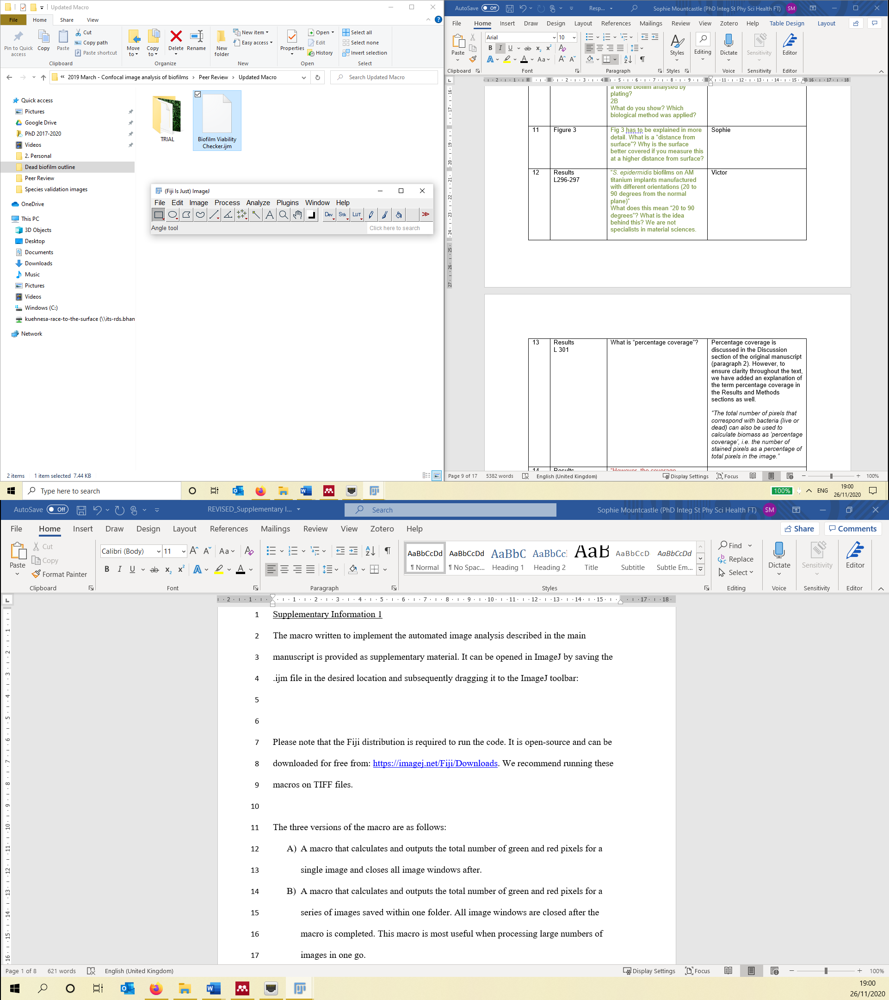 Updated Macro
File Home Share View
Pin to Quick access
Copy
Paste
Cut
Copy path
Paste shortcut
Clipboard
Move to
Copy to
Delete
Rename
Organize
New folder
New item
Easy access
New
Properties
Open
Edit
History
Open
Select all
Select none
Invert selection
Select
« 2019 March - Confocal image analysis of biofilms > Peer Review > Updated Macro
Search Updated Macro
Quick access
Pictures
Google Drive
PhD 2017-2020
Videos
2. Personal
Dead biofilm outline
Peer Review
Species validation images
OneDrive
This PC
3D Objects
Desktop
Documents
Downloads
Music
Pictures
Videos
Windows (C:)
kuehnesa-race-to-the-surface (\\its-rds.bhan
Network
TRIAL
Biofilm Viability
Checker.ijm
(Fiji Is Just) ImageJ
File Edit Image Process Analyze Plugins Window Help
Dev Stk LUT
Angle tool
Click here to search
2 items 1 item selected 7.44 KB
AutoSave Off
Resp...
Sophie Mountcastle (PhD Integ St Phy Sci Health FT) SM
File Home Insert Draw Design Layout References Mailings Review View Zotero Help Table Design Layout
Paste
Arial 10
Styles
Editing
Dictate
Sensitivity
Editor
Clipboard Font Paragraph Styles Voice Sensitivity Editor
a whole biofilm analysed by
plating?
2B
What do you show? Which
biological method was applied?
11
Figure 3
Fig 3 has to be explained in more
detail. What is a “distance from
surface”? Why is the surface
better covered if you measure this
at a higher distance from surface?
Sophie
12
Results
L296-297
“S. epidermidis biofilms on AM
titanium implants manufactured
with different orientations (20 to
90 degrees from the normal
plane)”
What does this mean “20 to 90
degrees”? What is the idea
behind this? We are not
specialists in material sciences.
Victor
13
Results
L 301
What is “percentage coverage”?
Percentage coverage is
discussed in the Discussion
section of the original manuscript
(paragraph 2). However, to
ensure clarity throughout the text,
we have added an explanation of
the term percentage coverage in
the Results and Methods
sections as well.
“The total number of pixels that
correspond with bacteria (live or
dead) can also be used to
calculate biomass as ‘percentage
coverage’, i.e. the number of
stained pixels as a percentage of
total pixels in the image.”
14
Results
“However, the coverage
Page 9 of 17 5382 words English (United Kingdom) Display Settings Focus 100%
Type here to search
100% ENG
19:00
26/11/2020
AutoSave Off
REVISED_Supplementary I...
Search
Sophie Mountcastle (PhD Integ St Phy Sci Health FT) SM
File Home Insert Draw Design Layout References Mailings Review View Zotero Help
Share Comments
Paste
Cut
Copy
Format Painter
Calibri (Body) 11
AaBbCcDd AaBbCcDd AaBbC AaBbCc AaB AaBbCcD AaBbCcDd
¶ Normal ¶ No Spac... Heading 1 Heading 2 Title Subtitle Subtle Em...
Find
Replace
Select
Dictate
Sensitivity
Editor
Clipboard Font Paragraph Styles Editing Voice Sensitivity Editor
1 Supplementary Information 1
2 The macro written to implement the automated image analysis described in the main
3 manuscript is provided as supplementary material. It can be opened in ImageJ by saving the
4 .ijm file in the desired location and subsequently dragging it to the ImageJ toolbar:
5
6
7 Please note that the Fiji distribution is required to run the code. It is open-source and can be
8 downloaded for free from: https://imagej.net/Fiji/Downloads. We recommend running these
9 macros on TIFF files.
10
11 The three versions of the macro are as follows:
12 A) A macro that calculates and outputs the total number of green and red pixels for a
13 single image and closes all image windows after.
14 B) A macro that calculates and outputs the total number of green and red pixels for a
15 series of images saved within one folder. All image windows are closed after the
16 macro is completed. This macro is most useful when processing large numbers of
17 images in one go.
Page 1 of 8 621 words English (United Kingdom) Display Settings Focus 100%
19:00
26/11/2020